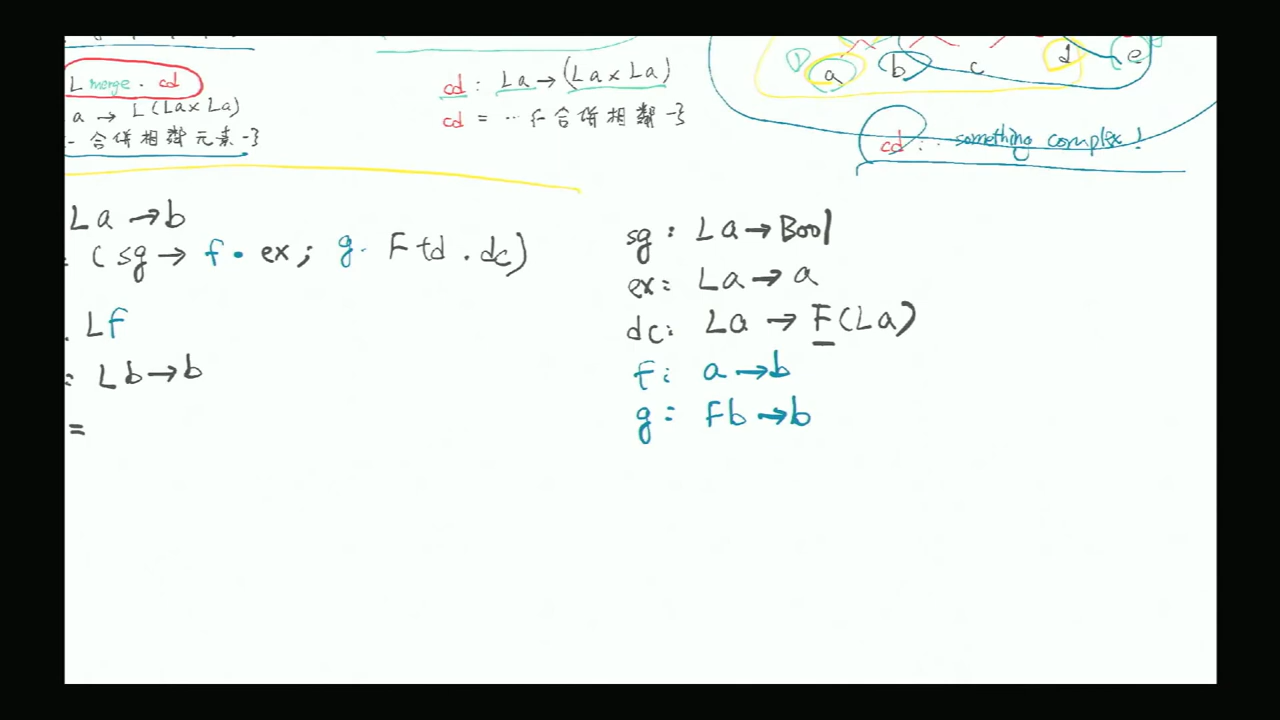 L merge . cd
a → L(La×La)
合併相鄰元素 -}
cd : La → (La × La)
cd = ... {- 合併相鄰 -}
a b c d e
cd : something complex!
La → b
= (sg → f . ex ; g . F td . dc)
. Lf
: Lb → b
=
sg : La → Bool
ex : La → a
dc : La → F(La)
f : a → b
g : Fb → b